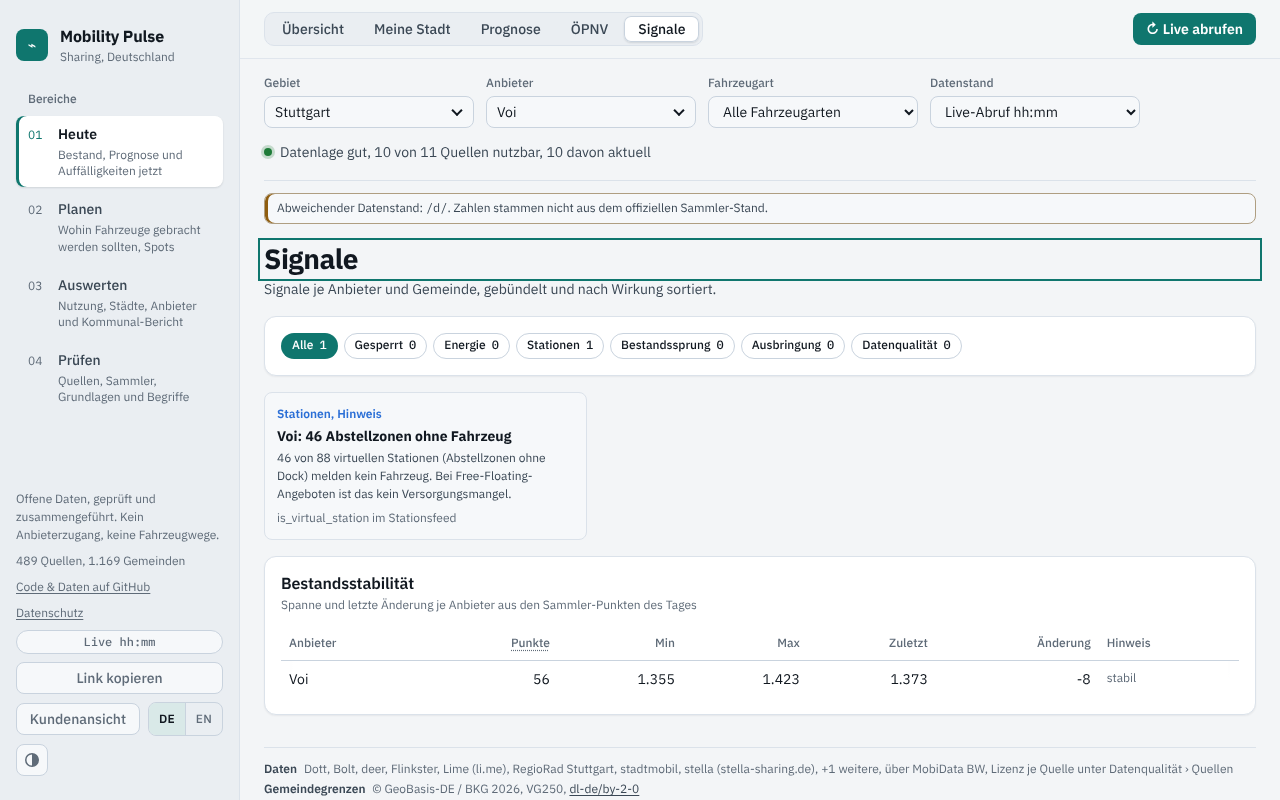 Mobility Pulse
Sharing, Deutschland
Bereiche
01 Heute
Bestand, Prognose und
Auffälligkeiten jetzt
02 Planen
Wohin Fahrzeuge gebracht
werden sollten, Spots
03 Auswerten
Nutzung, Städte, Anbieter
und Kommunal-Bericht
04 Prüfen
Quellen, Sammler,
Grundlagen und Begriffe
Offene Daten, geprüft und
zusammengeführt. Kein
Anbieterzugang, keine Fahrzeugwege.
489 Quellen, 1.169 Gemeinden
Code & Daten auf GitHub
Datenschutz
Live hh:mm
Link kopieren
Kundenansicht DE EN
Übersicht Meine Stadt Prognose ÖPNV Signale
↻ Live abrufen
Gebiet Anbieter Fahrzeugart Datenstand
Stuttgart Voi Alle Fahrzeugarten Live-Abruf hh:mm
Datenlage gut, 10 von 11 Quellen nutzbar, 10 davon aktuell
Abweichender Datenstand: /d/. Zahlen stammen nicht aus dem offiziellen Sammler-Stand.
Signale
Signale je Anbieter und Gemeinde, gebündelt und nach Wirkung sortiert.
Alle 1 Gesperrt 0 Energie 0 Stationen 1 Bestandssprung 0 Ausbringung 0 Datenqualität 0
Stationen, Hinweis
Voi: 46 Abstellzonen ohne Fahrzeug
46 von 88 virtuellen Stationen (Abstellzonen ohne
Dock) melden kein Fahrzeug. Bei Free-Floating-
Angeboten ist das kein Versorgungsmangel.
is_virtual_station im Stationsfeed
Bestandsstabilität
Spanne und letzte Änderung je Anbieter aus den Sammler-Punkten des Tages
Anbieter Punkte Min Max Zuletzt Änderung Hinweis
Voi 56 1.355 1.423 1.373 -8 stabil
Daten Dott, Bolt, deer, Flinkster, Lime (li.me), RegioRad Stuttgart, stadtmobil, stella (stella-sharing.de), +1 weitere, über MobiData BW, Lizenz je Quelle unter Datenqualität › Quellen
Gemeindegrenzen © GeoBasis-DE / BKG 2026, VG250, dl-de/by-2-0